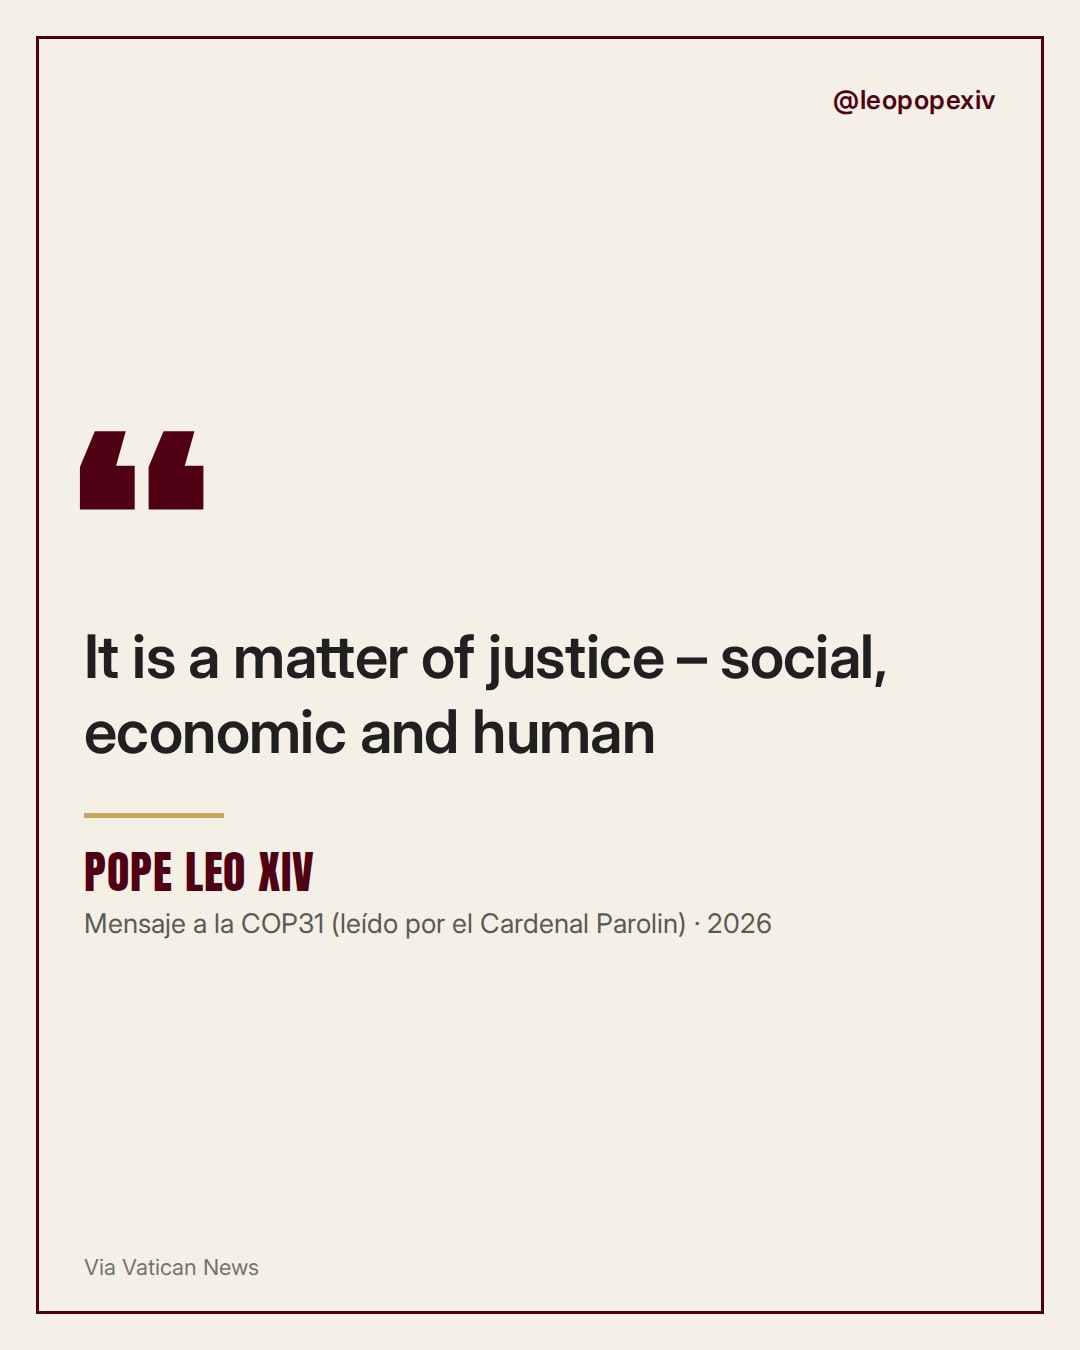 @leopopexiv
“
It is a matter of justice – social,
economic and human
POPE LEO XIV
Mensaje a la COP31 (leído por el Cardenal Parolin) · 2026
Via Vatican News